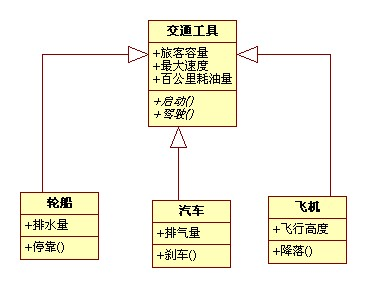 交通工具
+旅客容量
+最大速度
+百公里耗油量
+启动()
+驾驶()
轮船
+排水量
+停靠()
汽车
+排气量
+刹车()
飞机
+飞行高度
+降落()